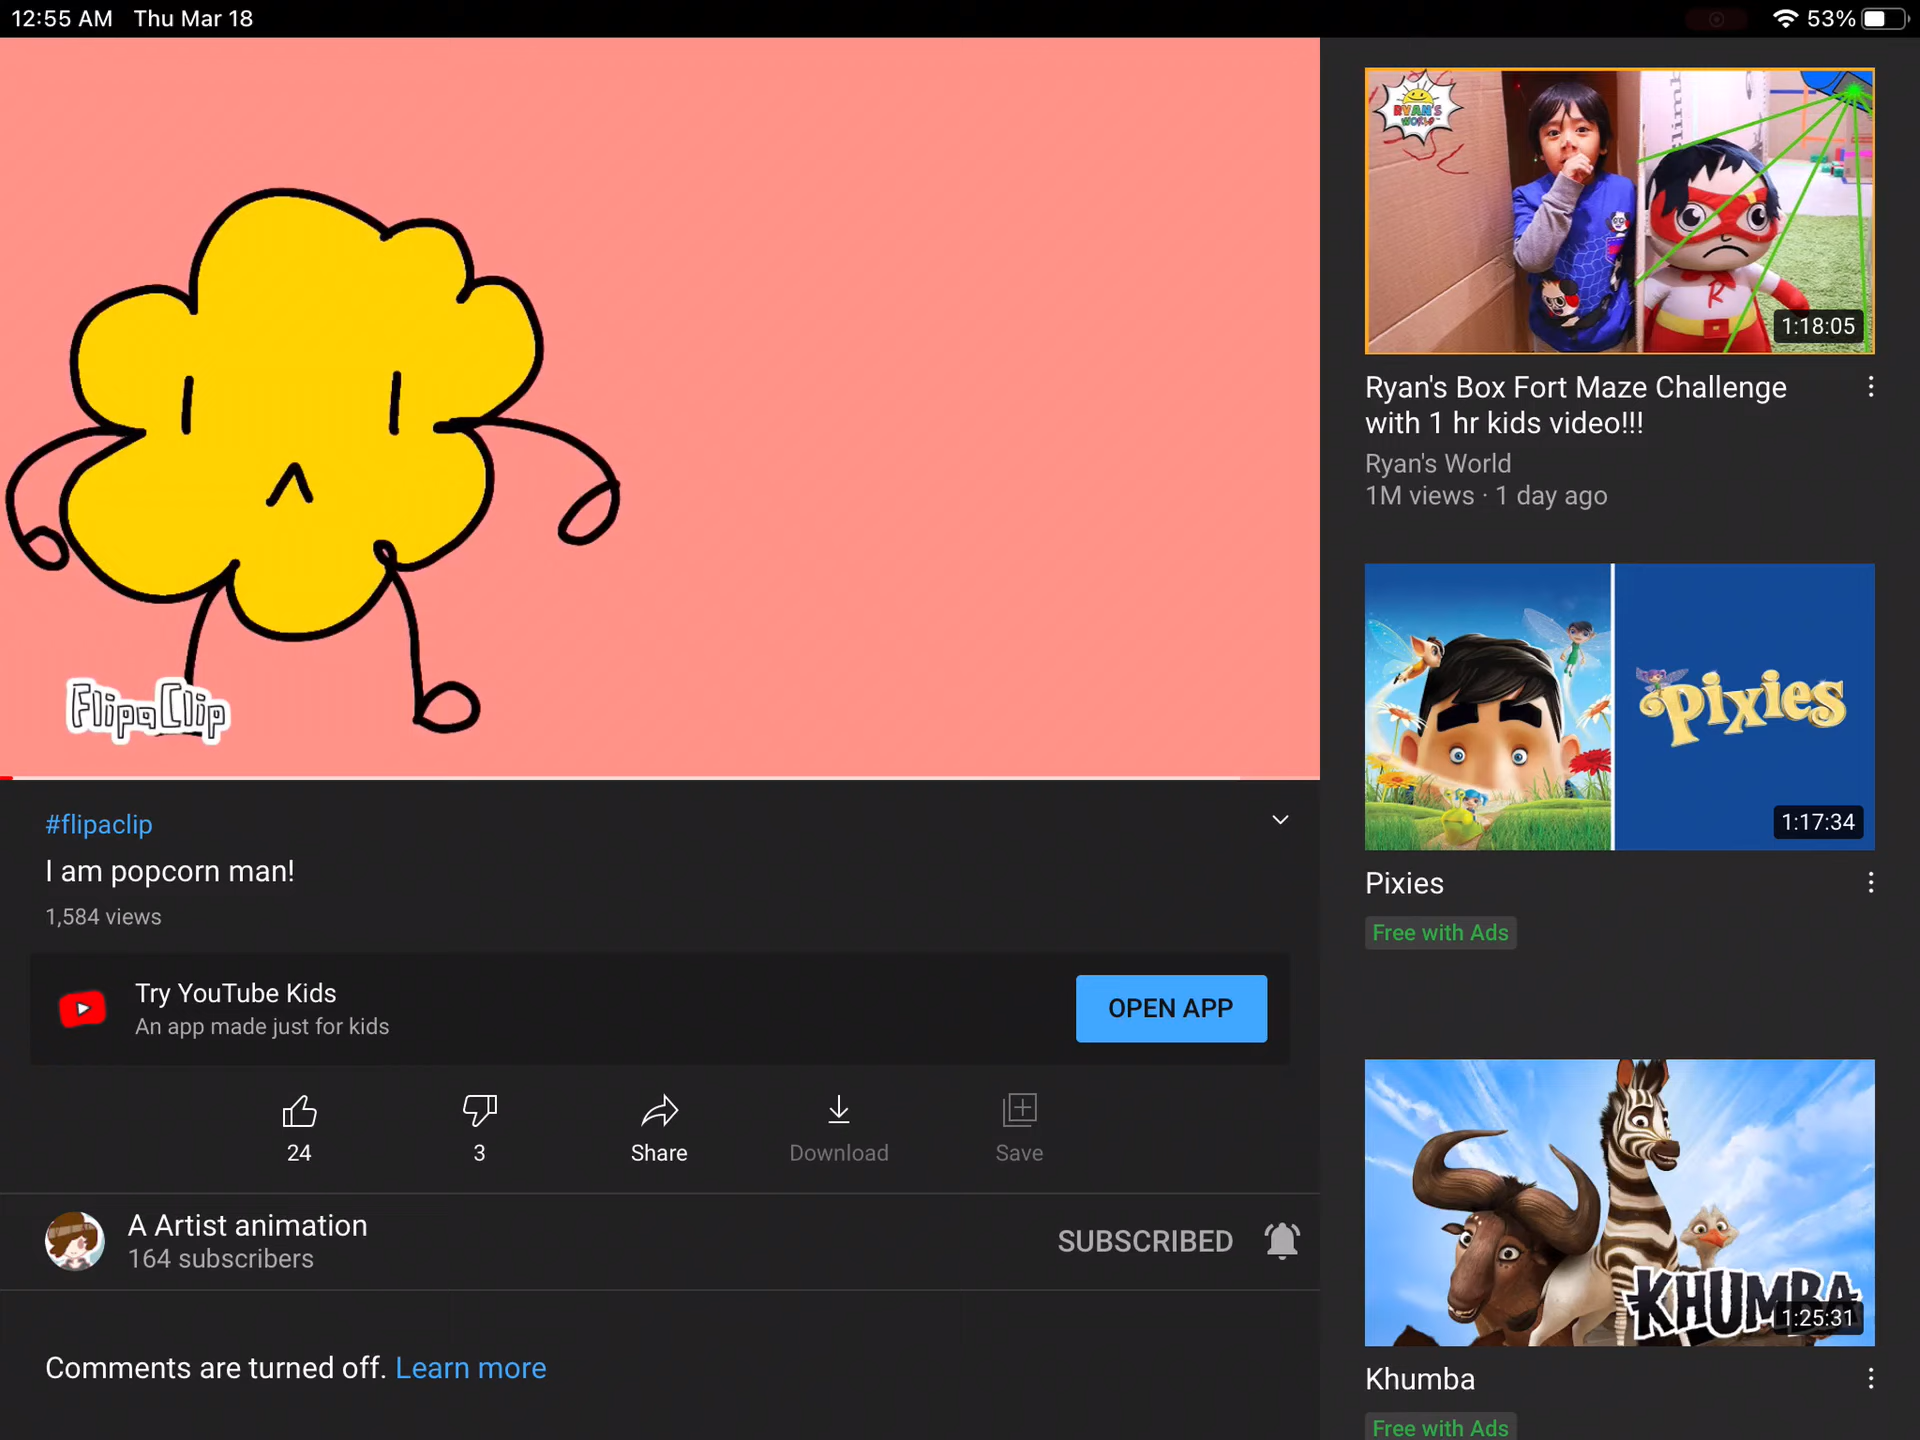 12:55 AM Thu Mar 18
53%
FlipaClip
#flipaclip
I am popcorn man!
1,584 views
Try YouTube Kids
An app made just for kids
OPEN APP
24
3
Share
Download
Save
A Artist animation
164 subscribers
SUBSCRIBED
Comments are turned off. Learn more
RYAN'S
WORLD
R
1:18:05
Ryan's Box Fort Maze Challenge
with 1 hr kids video!!!
Ryan's World
1M views · 1 day ago
Pixies
1:17:34
Pixies
Free with Ads
KHUMBA
1:25:31
Khumba
Free with Ads